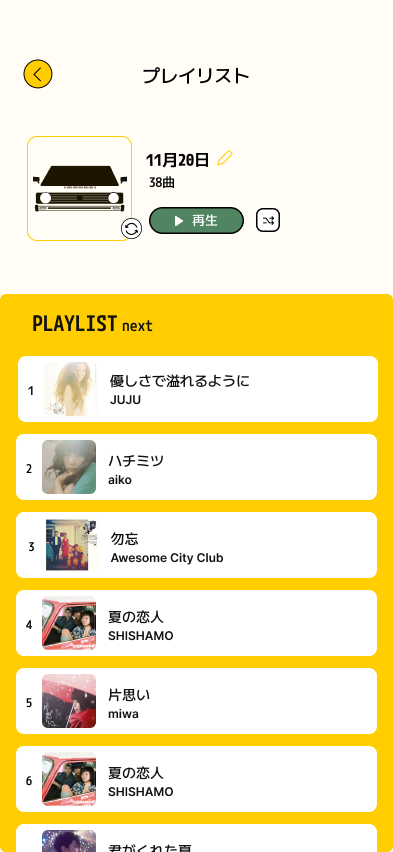 プレイリスト
11月20日
38曲
再生
PLAYLIST next
1
優しさで溢れるように
JUJU
2
ハチミツ
aiko
3
勿忘
Awesome City Club
4
夏の恋人
SHISHAMO
5
片思い
miwa
6
夏の恋人
SHISHAMO
君がくれた夏